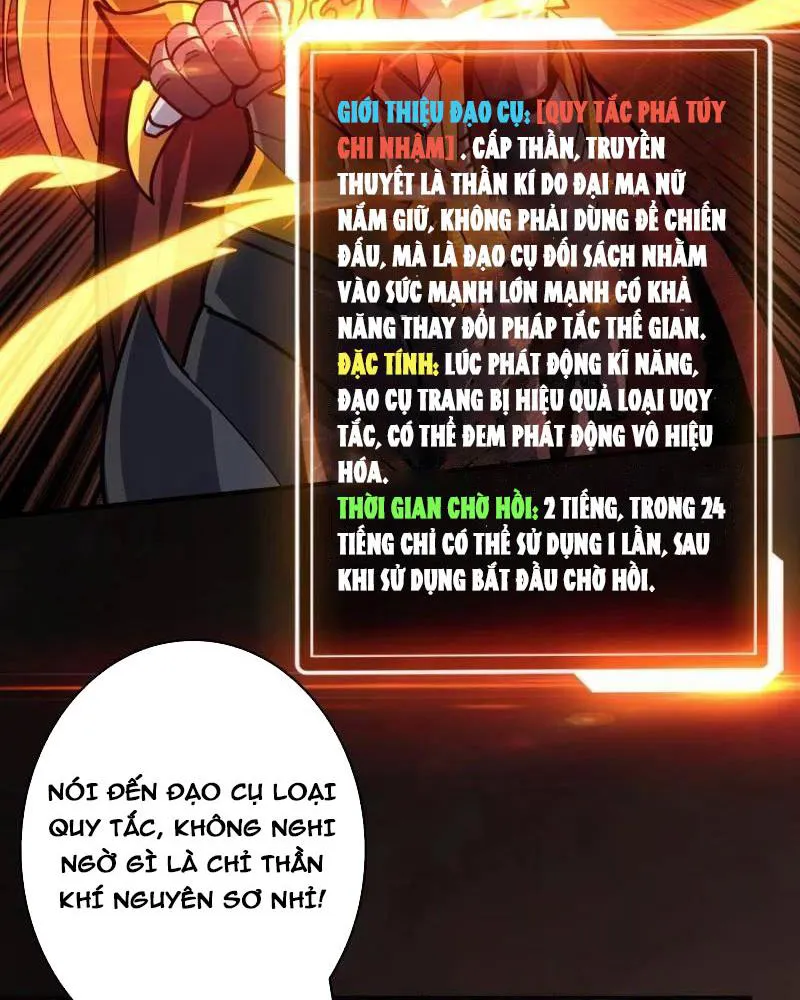 GIỚI THIỆU ĐẠO CỤ: [QUY TẮC PHÁ TÚY
CHI NHẬM] . CẤP THẦN, TRUYỀN
THUYẾT LÀ THẦN KÍ DO ĐẠI MA NỮ
NẮM GIỮ, KHÔNG PHẢI DÙNG ĐỂ CHIẾN
ĐẤU, MÀ LÀ ĐẠO CỤ ĐỐI SÁCH NHẰM
VÀO SỨC MẠNH LỚN MẠNH CÓ KHẢ
NĂNG THAY ĐỔI PHÁP TẮC THẾ GIAN.
ĐẶC TÍNH: LÚC PHÁT ĐỘNG KĨ NĂNG,
ĐẠO CỤ TRANG BỊ HIỆU QUẢ LOẠI UQY
TẮC, CÓ THỂ ĐEM PHÁT ĐỘNG VÔ HIỆU
HÓA.
THỜI GIAN CHỜ HỒI: 2 TIẾNG, TRONG 24
TIẾNG CHỈ CÓ THỂ SỬ DỤNG 1 LẦN, SAU
KHI SỬ DỤNG BẮT ĐẦU CHỜ HỒI.
NÓI ĐẾN ĐẠO CỤ LOẠI
QUY TẮC, KHÔNG NGHI
NGỜ GÌ LÀ CHỈ THẦN
KHÍ NGUYÊN SƠ NHỈ!